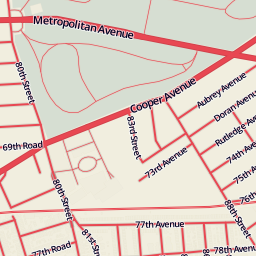 Metropolitan Avenue
80th Street
Cooper Avenue
Aubrey Avenue
Doran Avenue
83rd Street
Rutledge Avenue
69th Road
74th Avenue
73rd Avenue
75th Avenue
80th Street
76th
88th Street
77th Avenue
81st Street
77th Road
78th Avenue